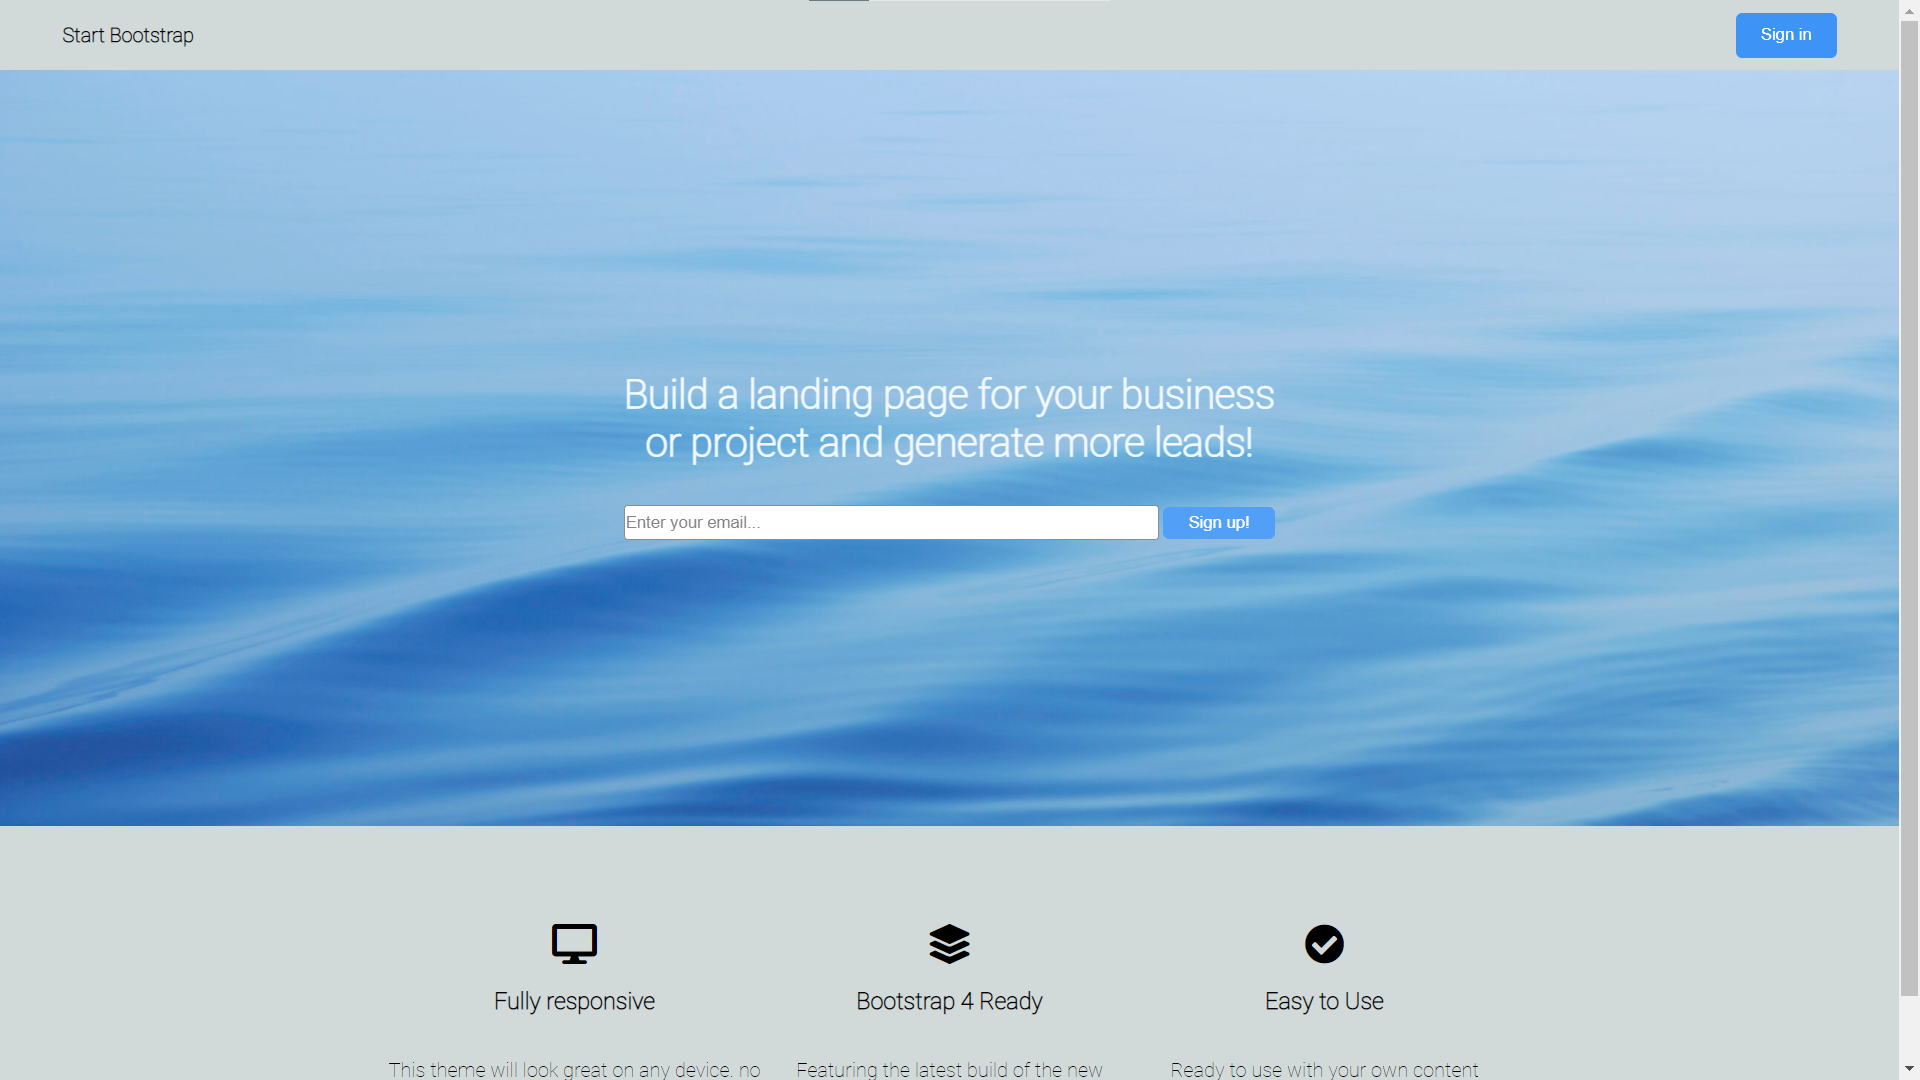 Start Bootstrap
Sign in
Build a landing page for your business
or project and generate more leads!
Enter your email...
Sign up!
Fully responsive
Bootstrap 4 Ready
Easy to Use
This theme will look great on any device. no
Featuring the latest build of the new
Ready to use with your own content